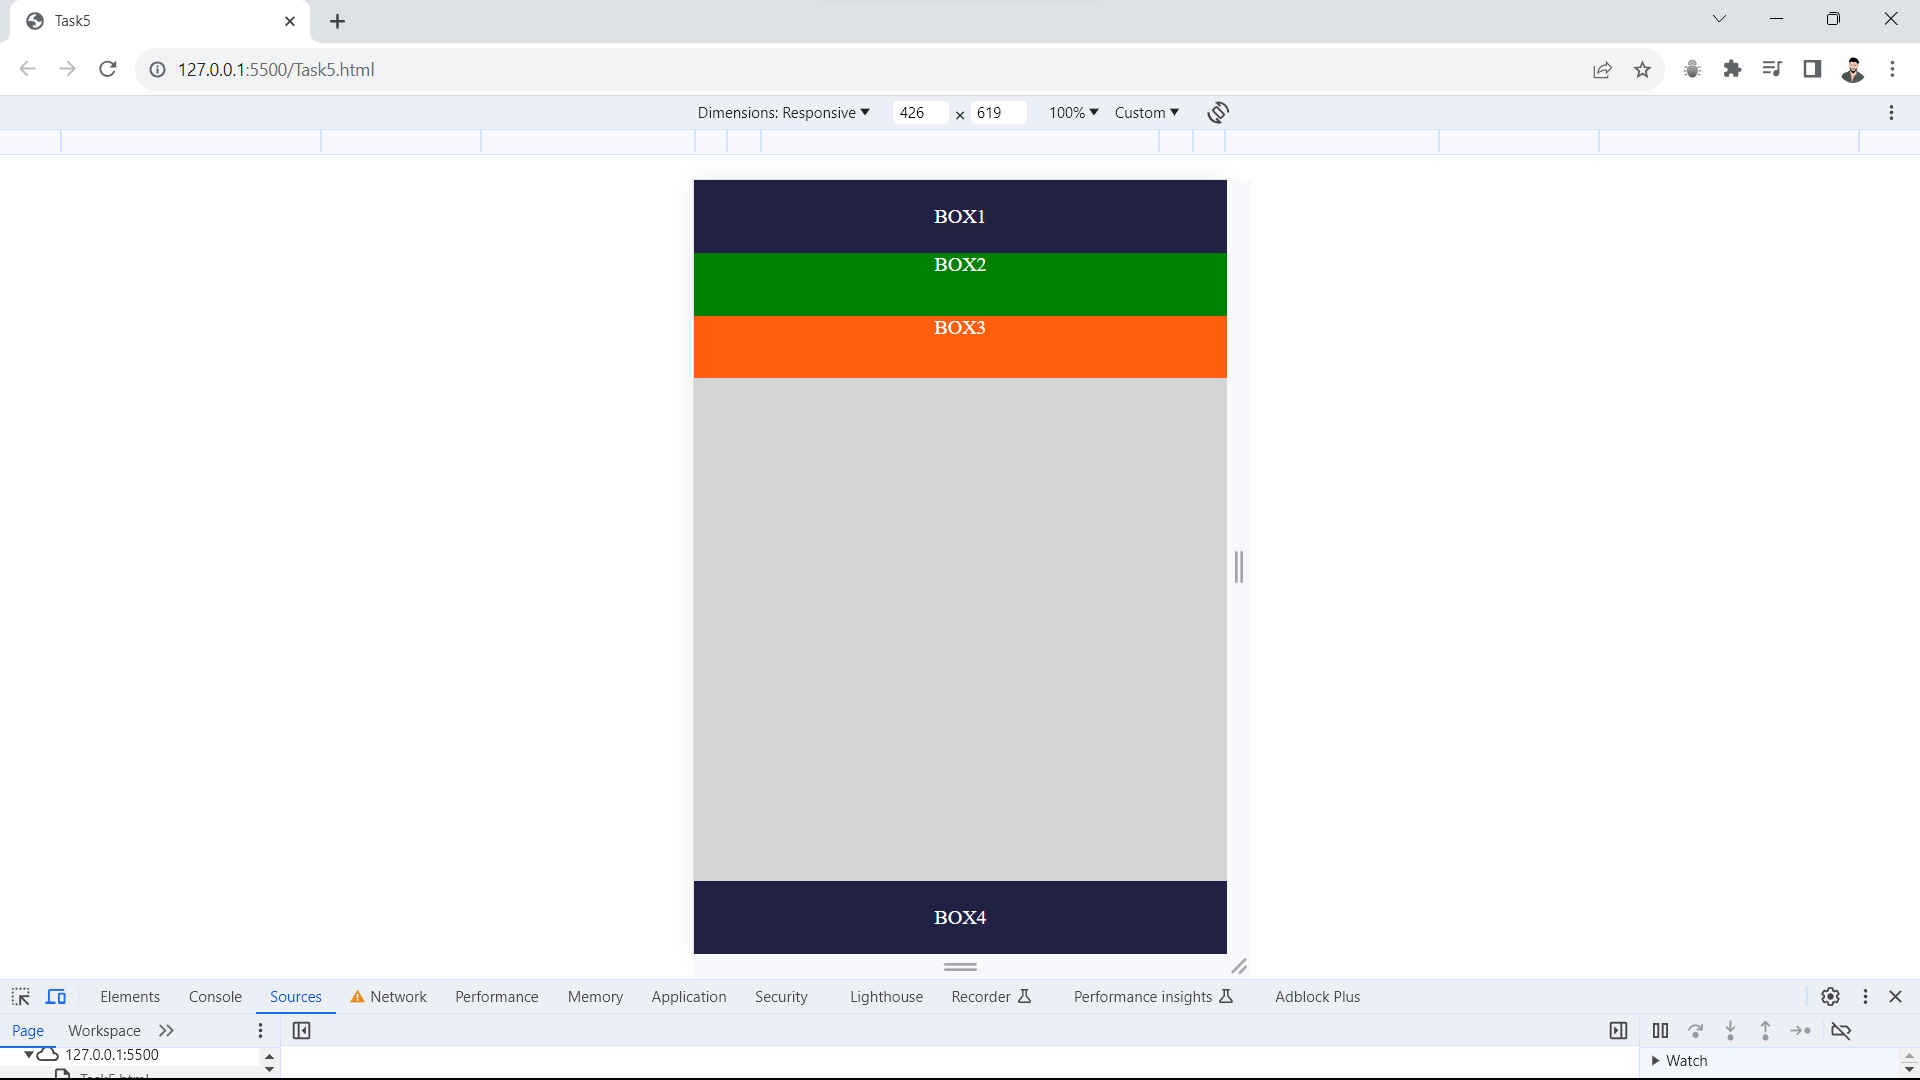 Task5
127.0.0.1:5500/Task5.html
Dimensions: Responsive 426 × 619 100% Custom
BOX1
BOX2
BOX3
BOX4
Elements Console Sources Network Performance Memory Application Security Lighthouse Recorder Performance insights Adblock Plus
Page Workspace
127.0.0.1:5500
Task5.html
Watch